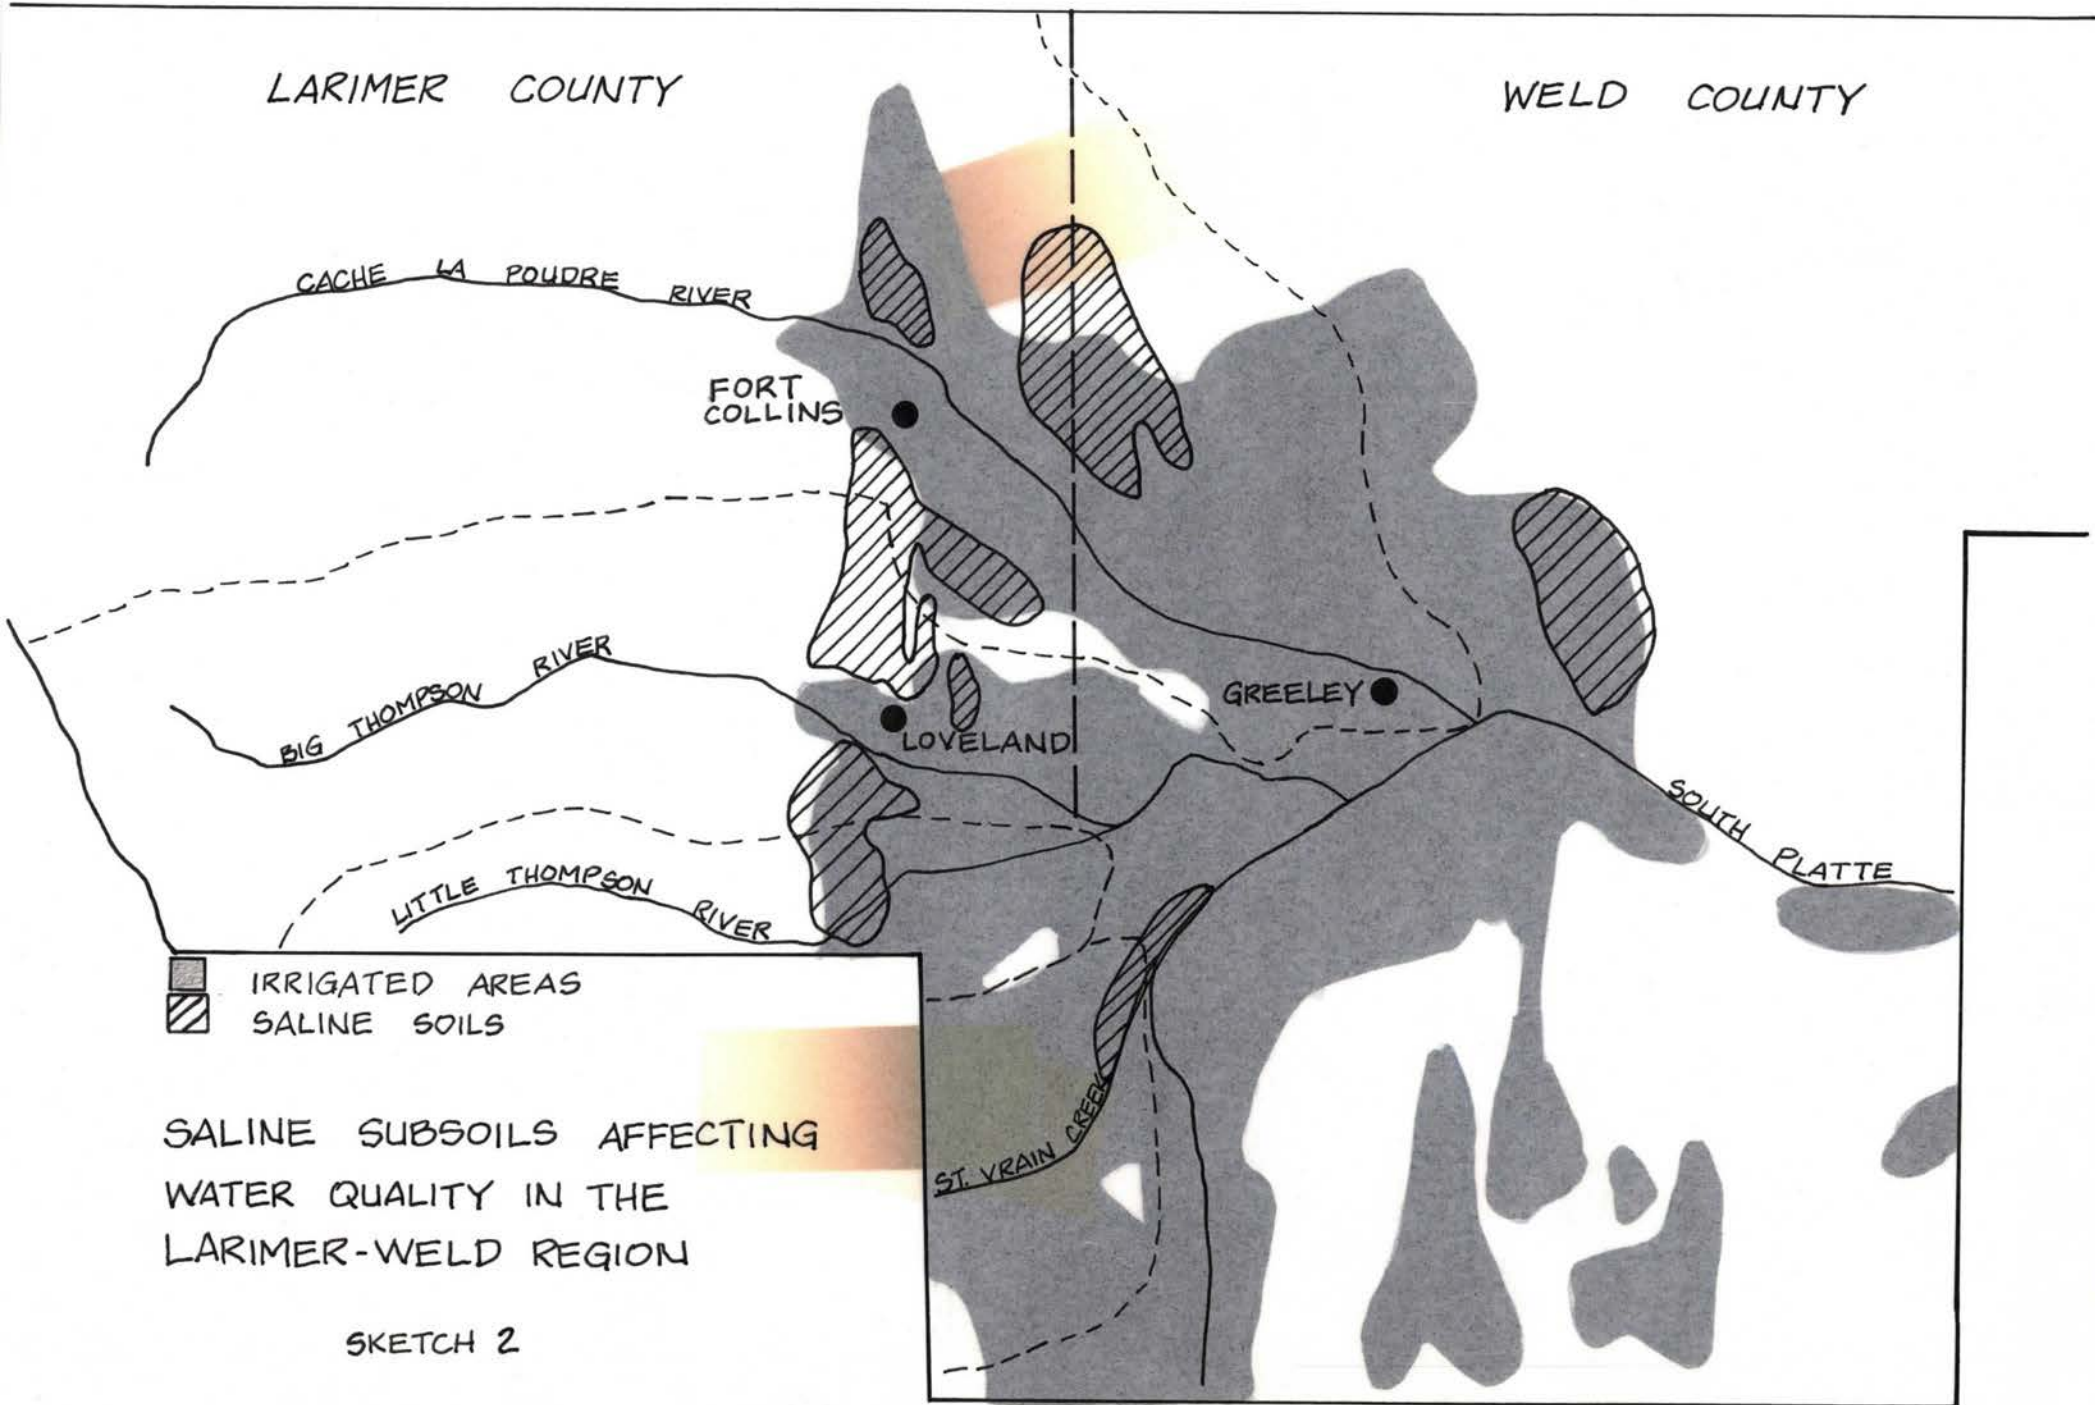 LARIMER COUNTY
WELD COUNTY
CACHE LA POUDRE RIVER
FORT
COLLINS
BIG THOMPSON RIVER
GREELEY
LOVELAND
SOUTH PLATTE
LITTLE THOMPSON RIVER
IRRIGATED AREAS
SALINE SOILS
ST. VRAIN CREEK
SALINE SUBSOILS AFFECTING
WATER QUALITY IN THE
LARIMER-WELD REGION
SKETCH 2